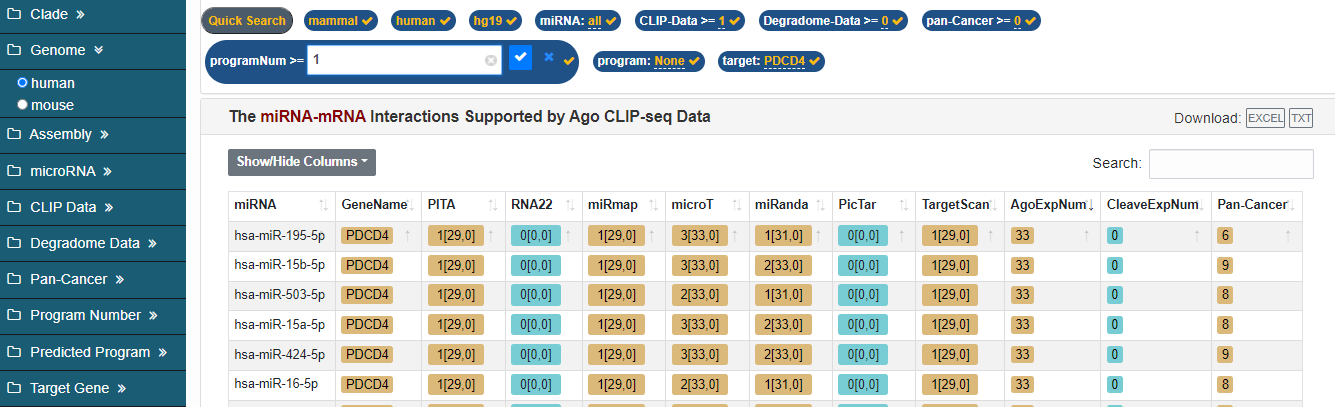 Clade
Genome
human
mouse
Assembly
microRNA
CLIP Data
Degradome Data
Pan-Cancer
Program Number
Predicted Program
Target Gene
Quick Search mammal human hg19 miRNA: all CLIP-Data >= 1 Degradome-Data >= 0 pan-Cancer >= 0
programNum >= 1 program: None target: PDCD4
The miRNA-mRNA Interactions Supported by Ago CLIP-seq Data Download: EXCEL TXT
Show/Hide Columns Search:
miRNA GeneName PITA RNA22 miRmap microT miRanda PicTar TargetScan AgoExpNum CleaveExpNum Pan-Cancer
hsa-miR-195-5p PDCD4 1[29,0] 0[0,0] 1[29,0] 3[33,0] 1[31,0] 0[0,0] 1[29,0] 33 0 6
hsa-miR-15b-5p PDCD4 1[29,0] 0[0,0] 1[29,0] 3[33,0] 2[33,0] 0[0,0] 1[29,0] 33 0 9
hsa-miR-503-5p PDCD4 1[29,0] 0[0,0] 1[29,0] 2[33,0] 1[31,0] 0[0,0] 1[29,0] 33 0 8
hsa-miR-15a-5p PDCD4 1[29,0] 0[0,0] 1[29,0] 3[33,0] 2[33,0] 0[0,0] 1[29,0] 33 0 8
hsa-miR-424-5p PDCD4 1[29,0] 0[0,0] 1[29,0] 3[33,0] 2[33,0] 0[0,0] 1[29,0] 33 0 9
hsa-miR-16-5p PDCD4 1[29,0] 0[0,0] 1[29,0] 3[33,0] 1[31,0] 0[0,0] 1[29,0] 33 0 8